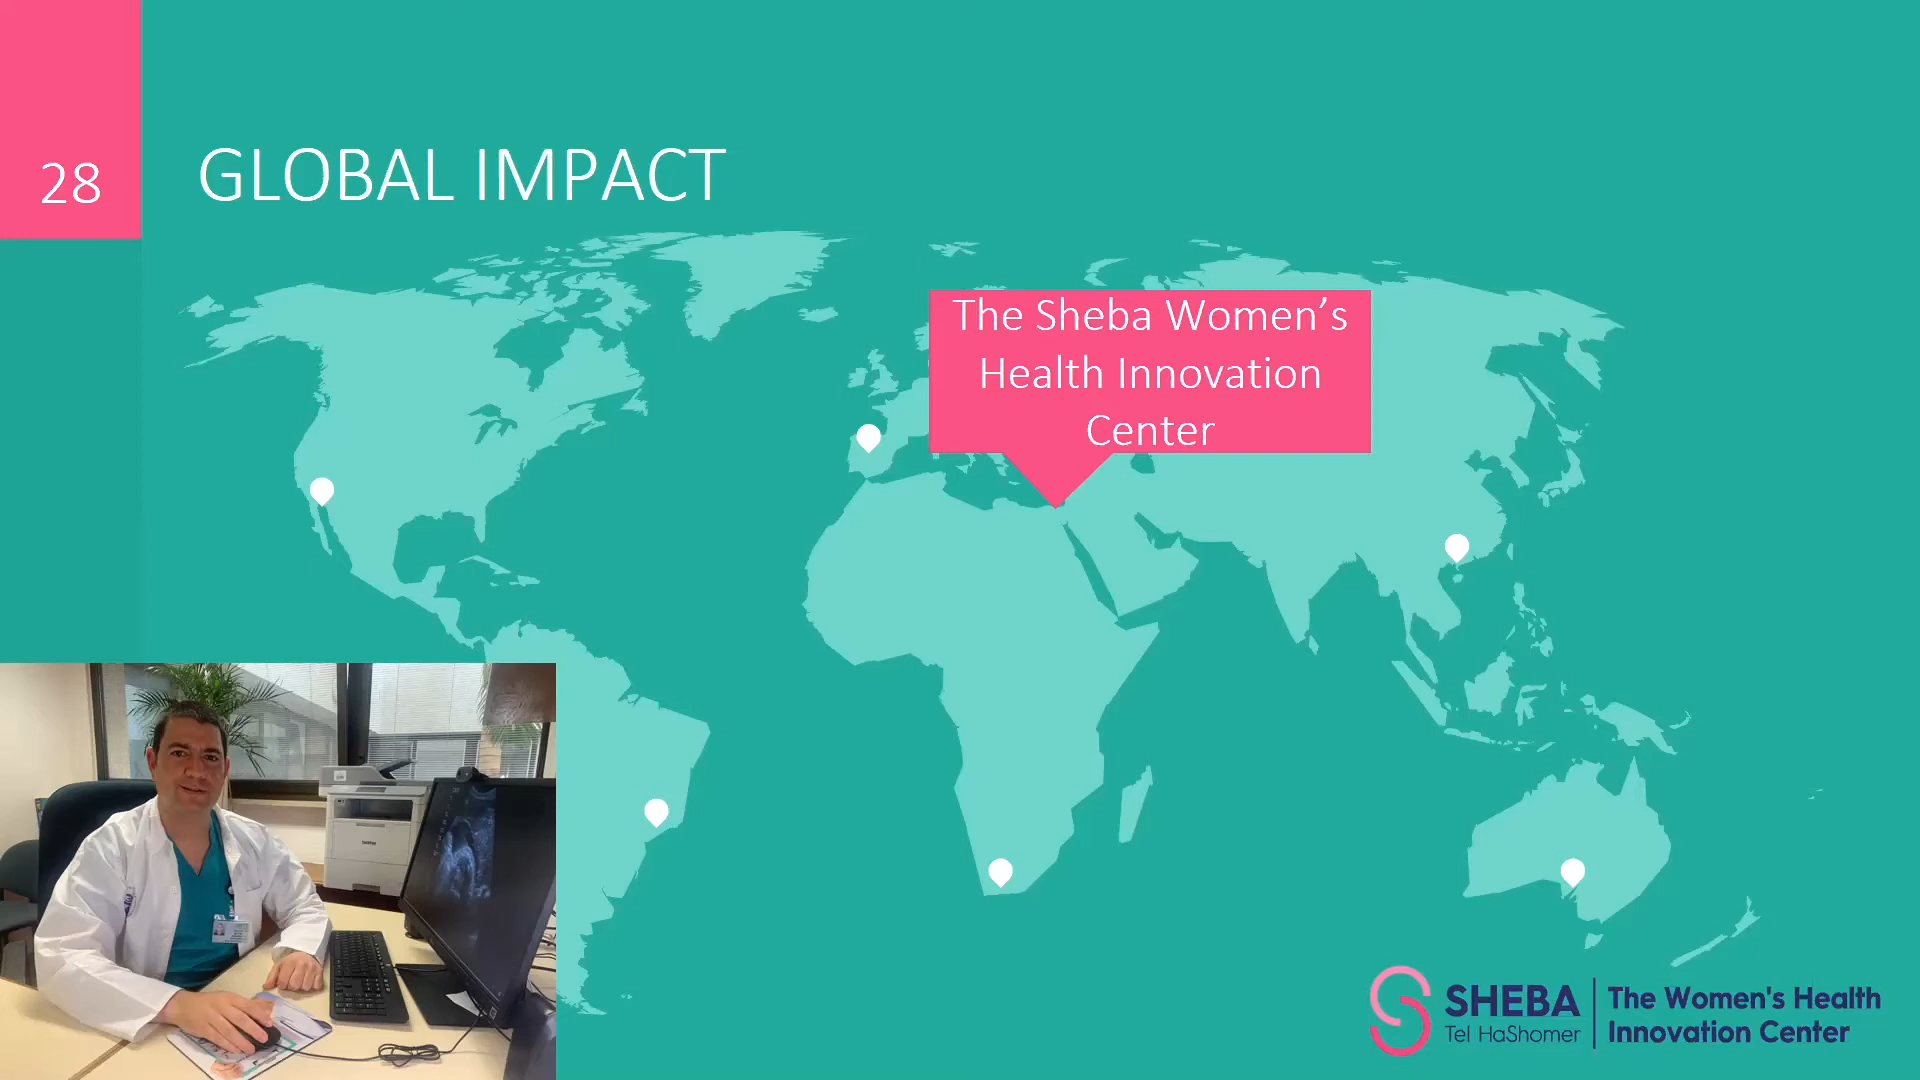 28
GLOBAL IMPACT
The Sheba Women’s
Health Innovation
Center
SHEBA
Tel HaShomer
The Women's Health
Innovation Center